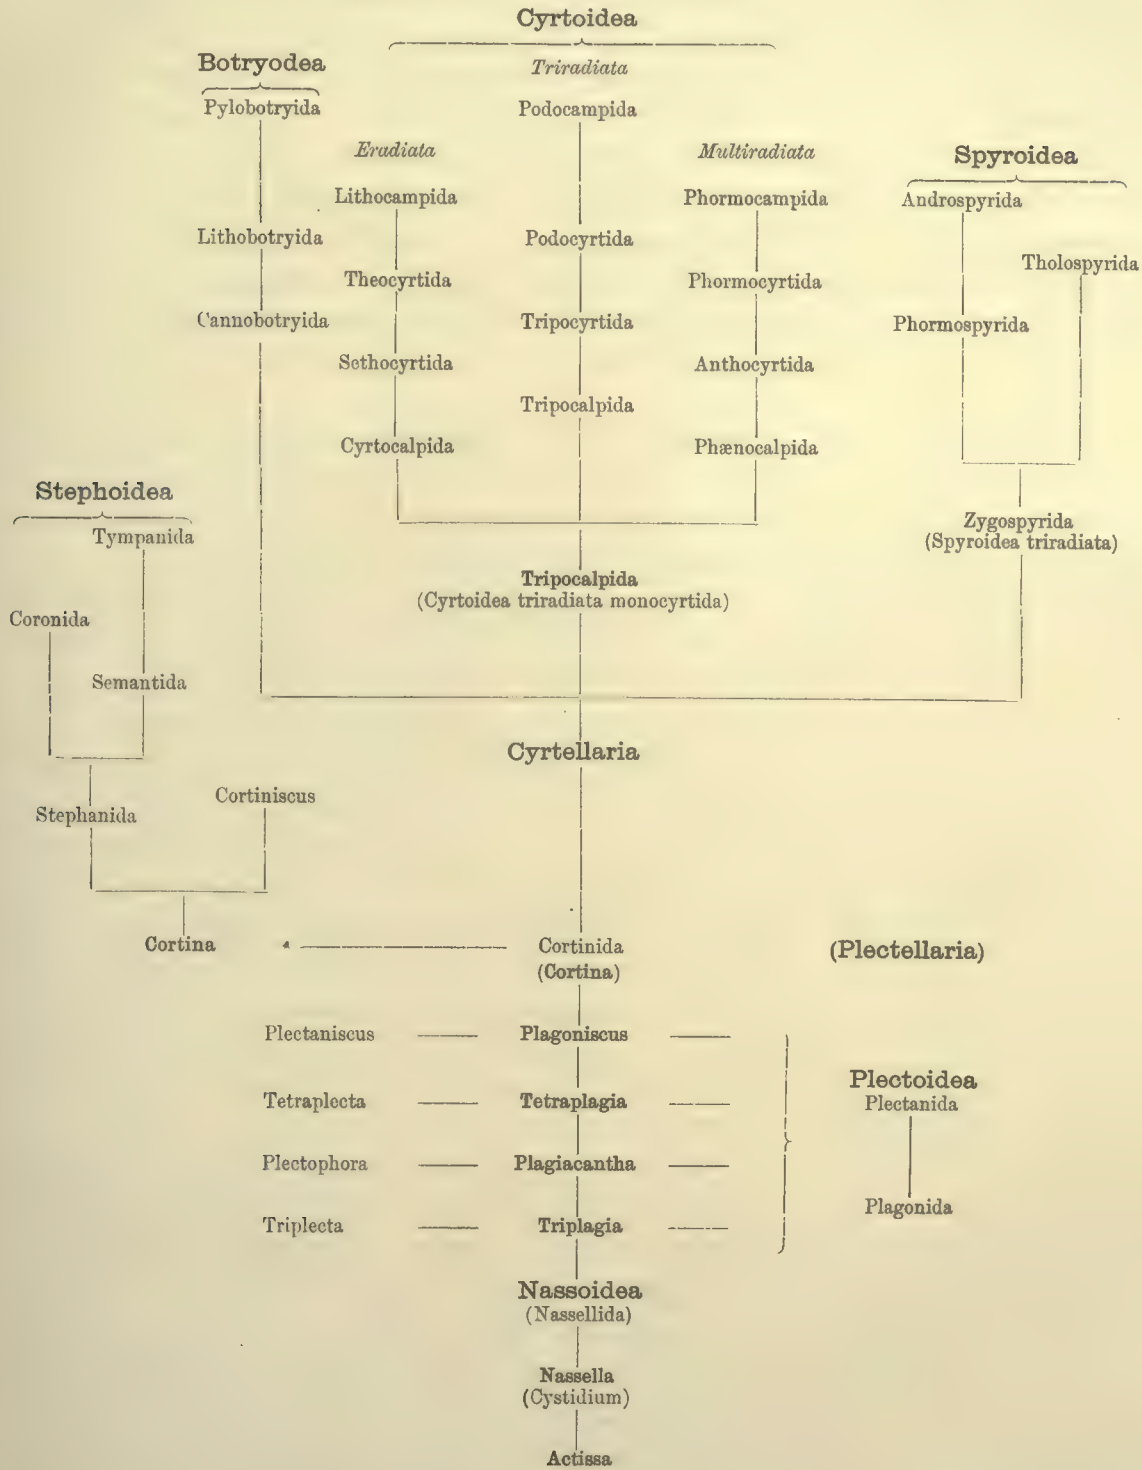 Cyrtoidea
Botryodea
Triradiata
Pylobotryida
Podocampida
Eradiata
Multiradiata
Spyroidea
Lithocampida
Phormocampida
Androspyrida
Lithobotryida
Podocyrtida
Tholospyrida
Theocyrtida
Phormocyrtida
Cannobotryida
Tripocyrtida
Phormospyrida
Sethocyrtida
Anthocyrtida
Tripocalpida
Cyrtocalpida
Phænocalpida
Stephoidea
Zygospyrida
(Spyroidea triradiata)
Tympanida
Tripocalpida
(Cyrtoidea triradiata monocyrtida)
Coronida
Semantida
Cyrtellaria
Cortiniscus
Stephanida
Cortina
Cortinida
(Cortina)
(Plectellaria)
Plectaniscus
Plagoniscus
Plectoidea
Tetraplecta
Tetraplagia
Plectanida
Plectophora
Plagiacantha
Plagonida
Triplecta
Triplagia
Nassoidea
(Nassellida)
Nassella
(Cystidium)
Actissa